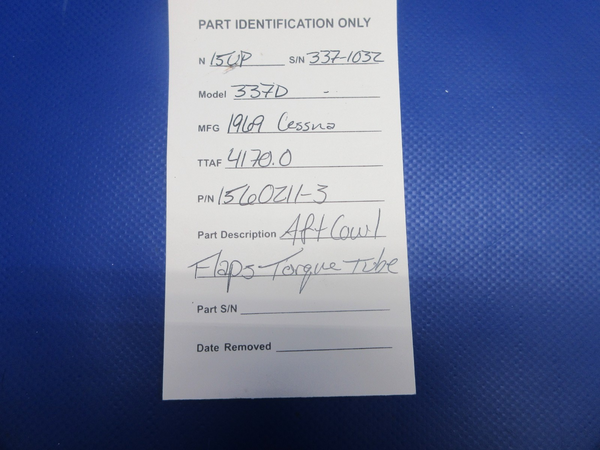 PART IDENTIFICATION ONLY
N 15UP S/N 337-1032
Model 337D -
MFG 1969 Cessna
TTAF 4170.0
P/N 1560211-3
Part Description Aft Cowl
Flaps Torque Tube
Part S/N
Date Removed